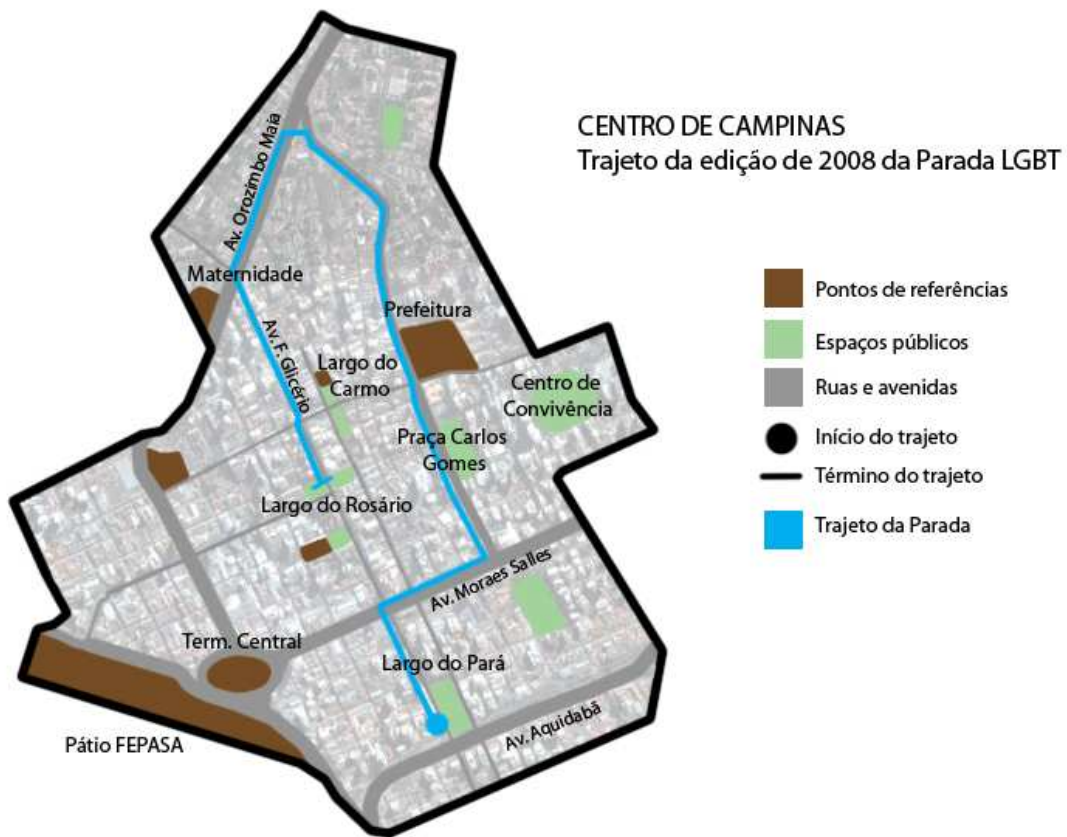 CENTRO DE CAMPINAS
Trajeto da edição de 2008 da Parada LGBT
Av. Orozimbo Maia
Maternidade
Av. F. Glicério
Prefeitura
Largo do
Carmo
Centro de
Convivência
Praça Carlos
Gomes
Largo do Rosário
Av. Moraes Salles
Term. Central
Largo do Pará
Av. Aquidabã
Pátio FEPASA
Pontos de referências
Espaços públicos
Ruas e avenidas
Início do trajeto
Término do trajeto
Trajeto da Parada